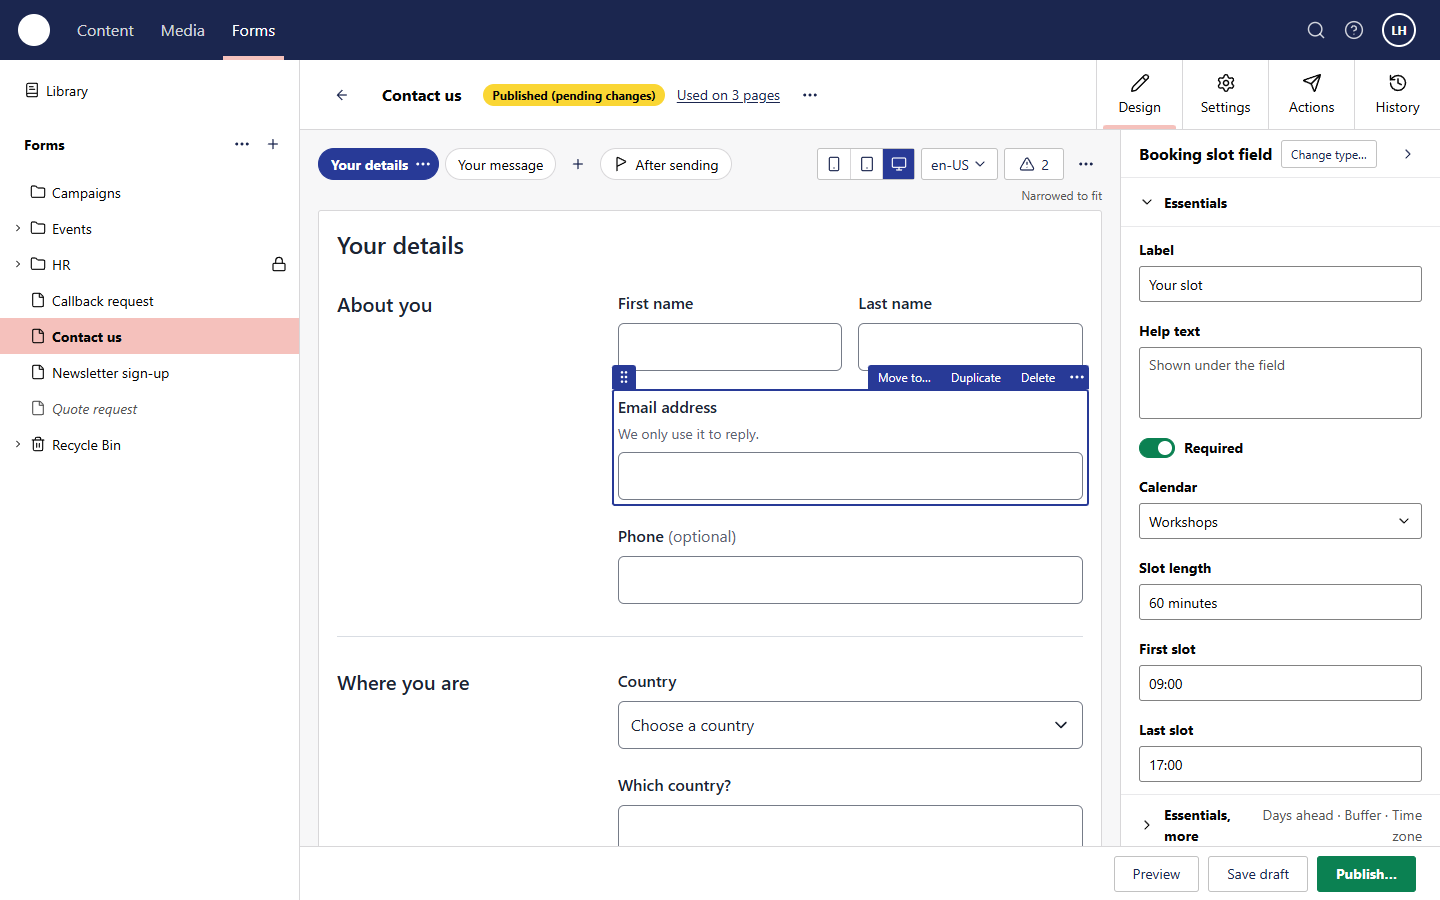 Content
Media
Forms
LH
Library
Forms
Campaigns
Events
HR
Callback request
Contact us
Newsletter sign-up
Quote request
Recycle Bin
Contact us
Published (pending changes)
Used on 3 pages
Design
Settings
Actions
History
Your details
Your message
After sending
en-US
2
Narrowed to fit
Your details
About you
First name
Last name
Move to...
Duplicate
Delete
Email address
We only use it to reply.
Phone (optional)
Where you are
Country
Choose a country
Which country?
Booking slot field
Change type...
Essentials
Label
Your slot
Help text
Shown under the field
Required
Calendar
Workshops
Slot length
60 minutes
First slot
09:00
Last slot
17:00
Essentials,
more
Days ahead · Buffer · Time
zone
Preview
Save draft
Publish...